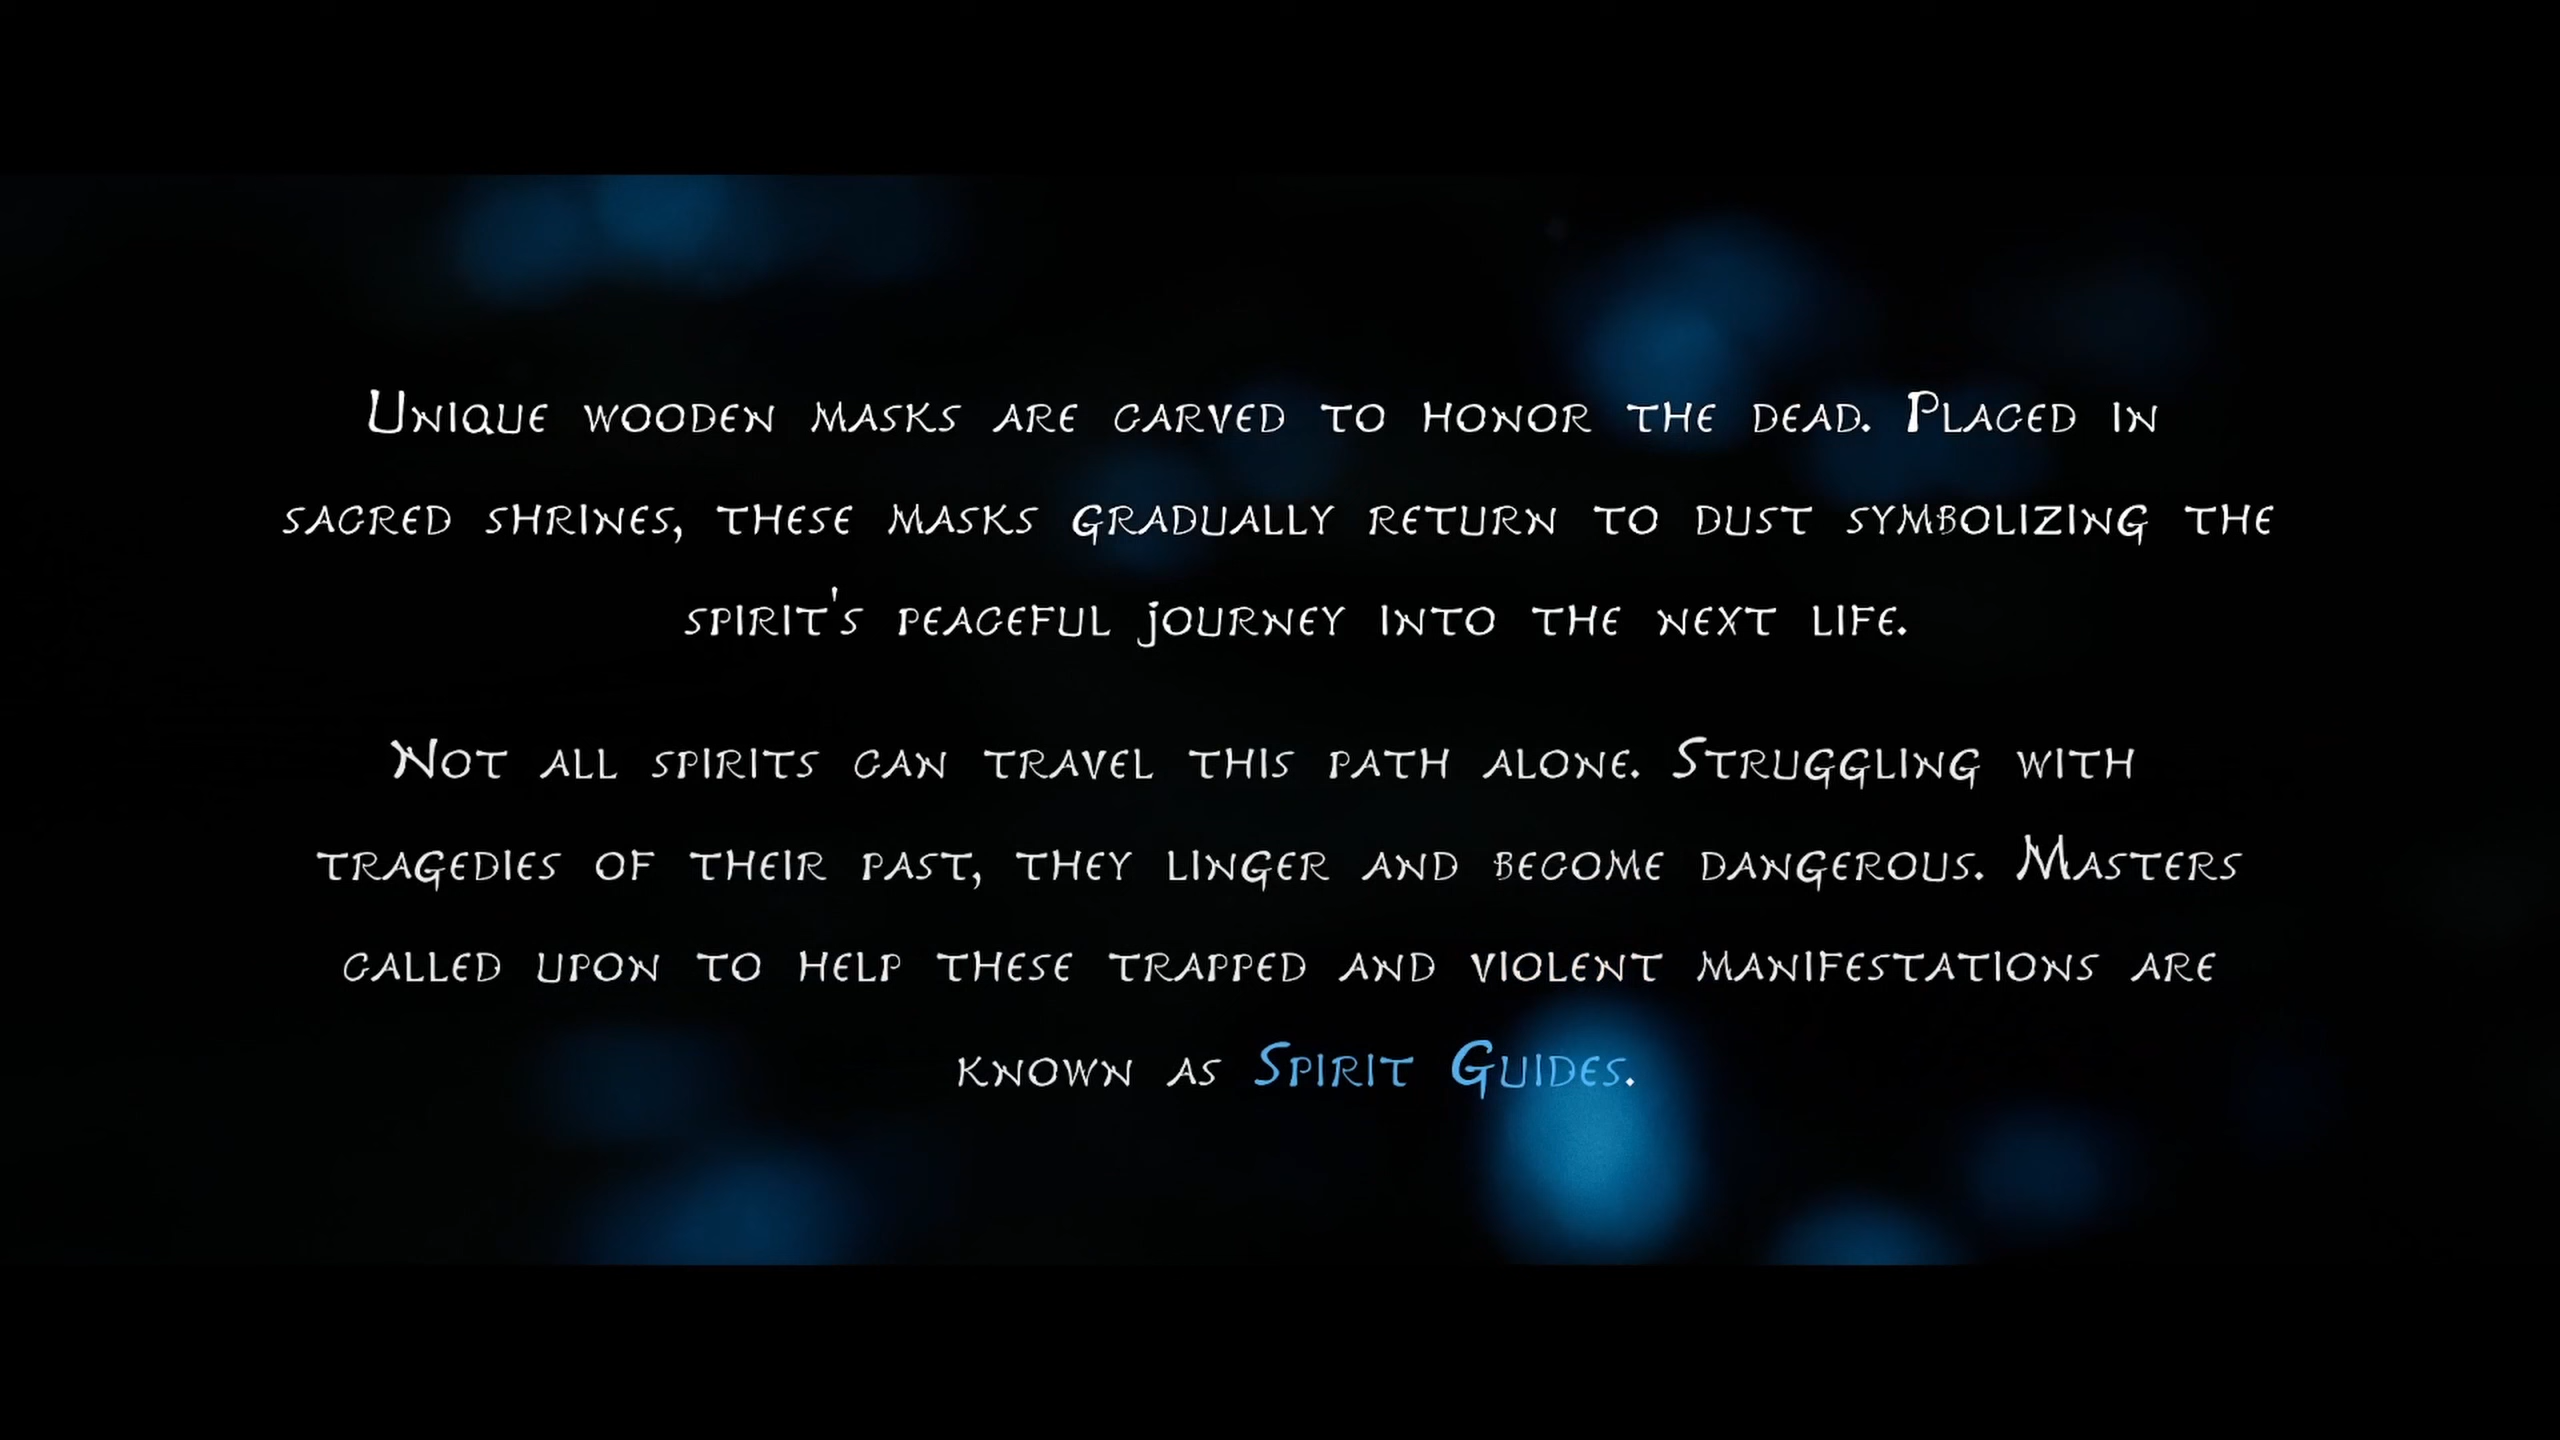 Unique wooden masks are carved to honor the dead. Placed in
sacred shrines, these masks gradually return to dust symbolizing the
spirit's peaceful journey into the next life.
Not all spirits can travel this path alone. Struggling with
tragedies of their past, they linger and become dangerous. Masters
called upon to help these trapped and violent manifestations are
known as Spirit Guides.